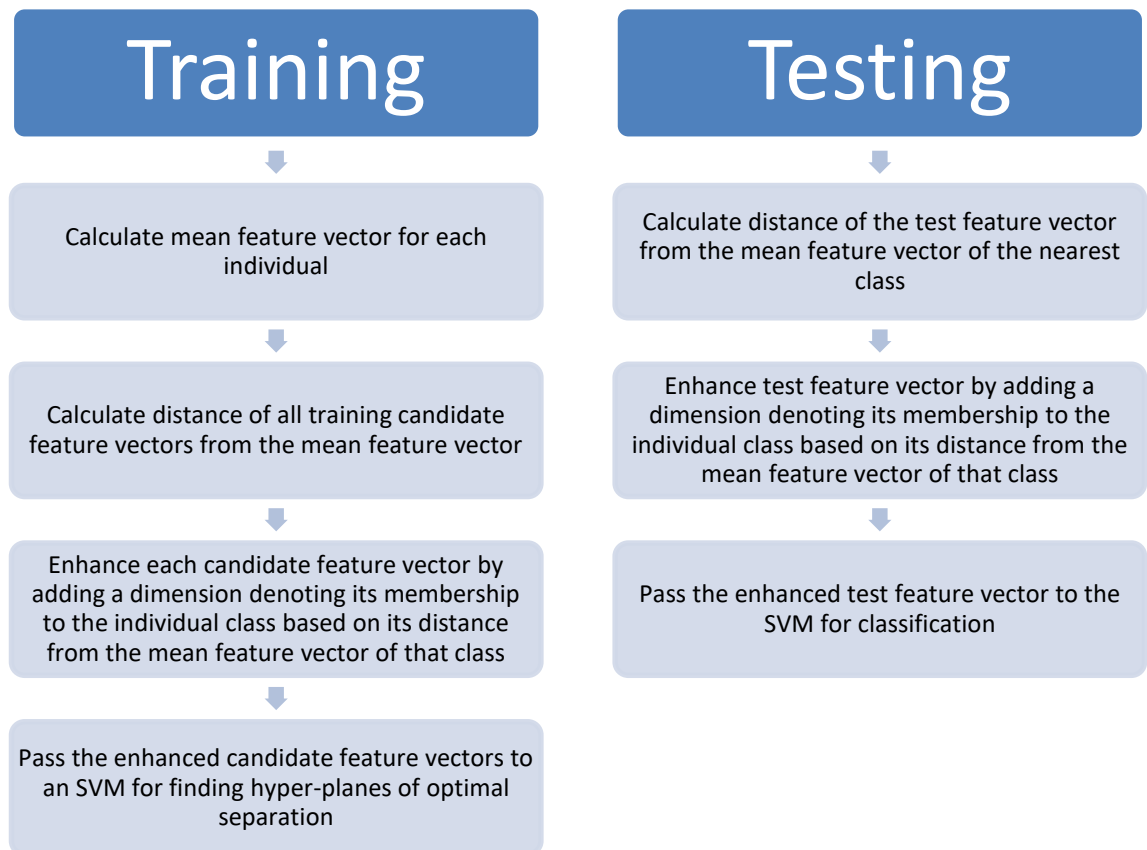 Training
Calculate mean feature vector for each
individual
Calculate distance of all training candidate
feature vectors from the mean feature vector
Enhance each candidate feature vector by
adding a dimension denoting its membership
to the individual class based on its distance
from the mean feature vector of that class
Pass the enhanced candidate feature vectors to
an SVM for finding hyper-planes of optimal
separation
Testing
Calculate distance of the test feature vector
from the mean feature vector of the nearest
class
Enhance test feature vector by adding a
dimension denoting its membership to the
individual class based on its distance from the
mean feature vector of that class
Pass the enhanced test feature vector to the
SVM for classification